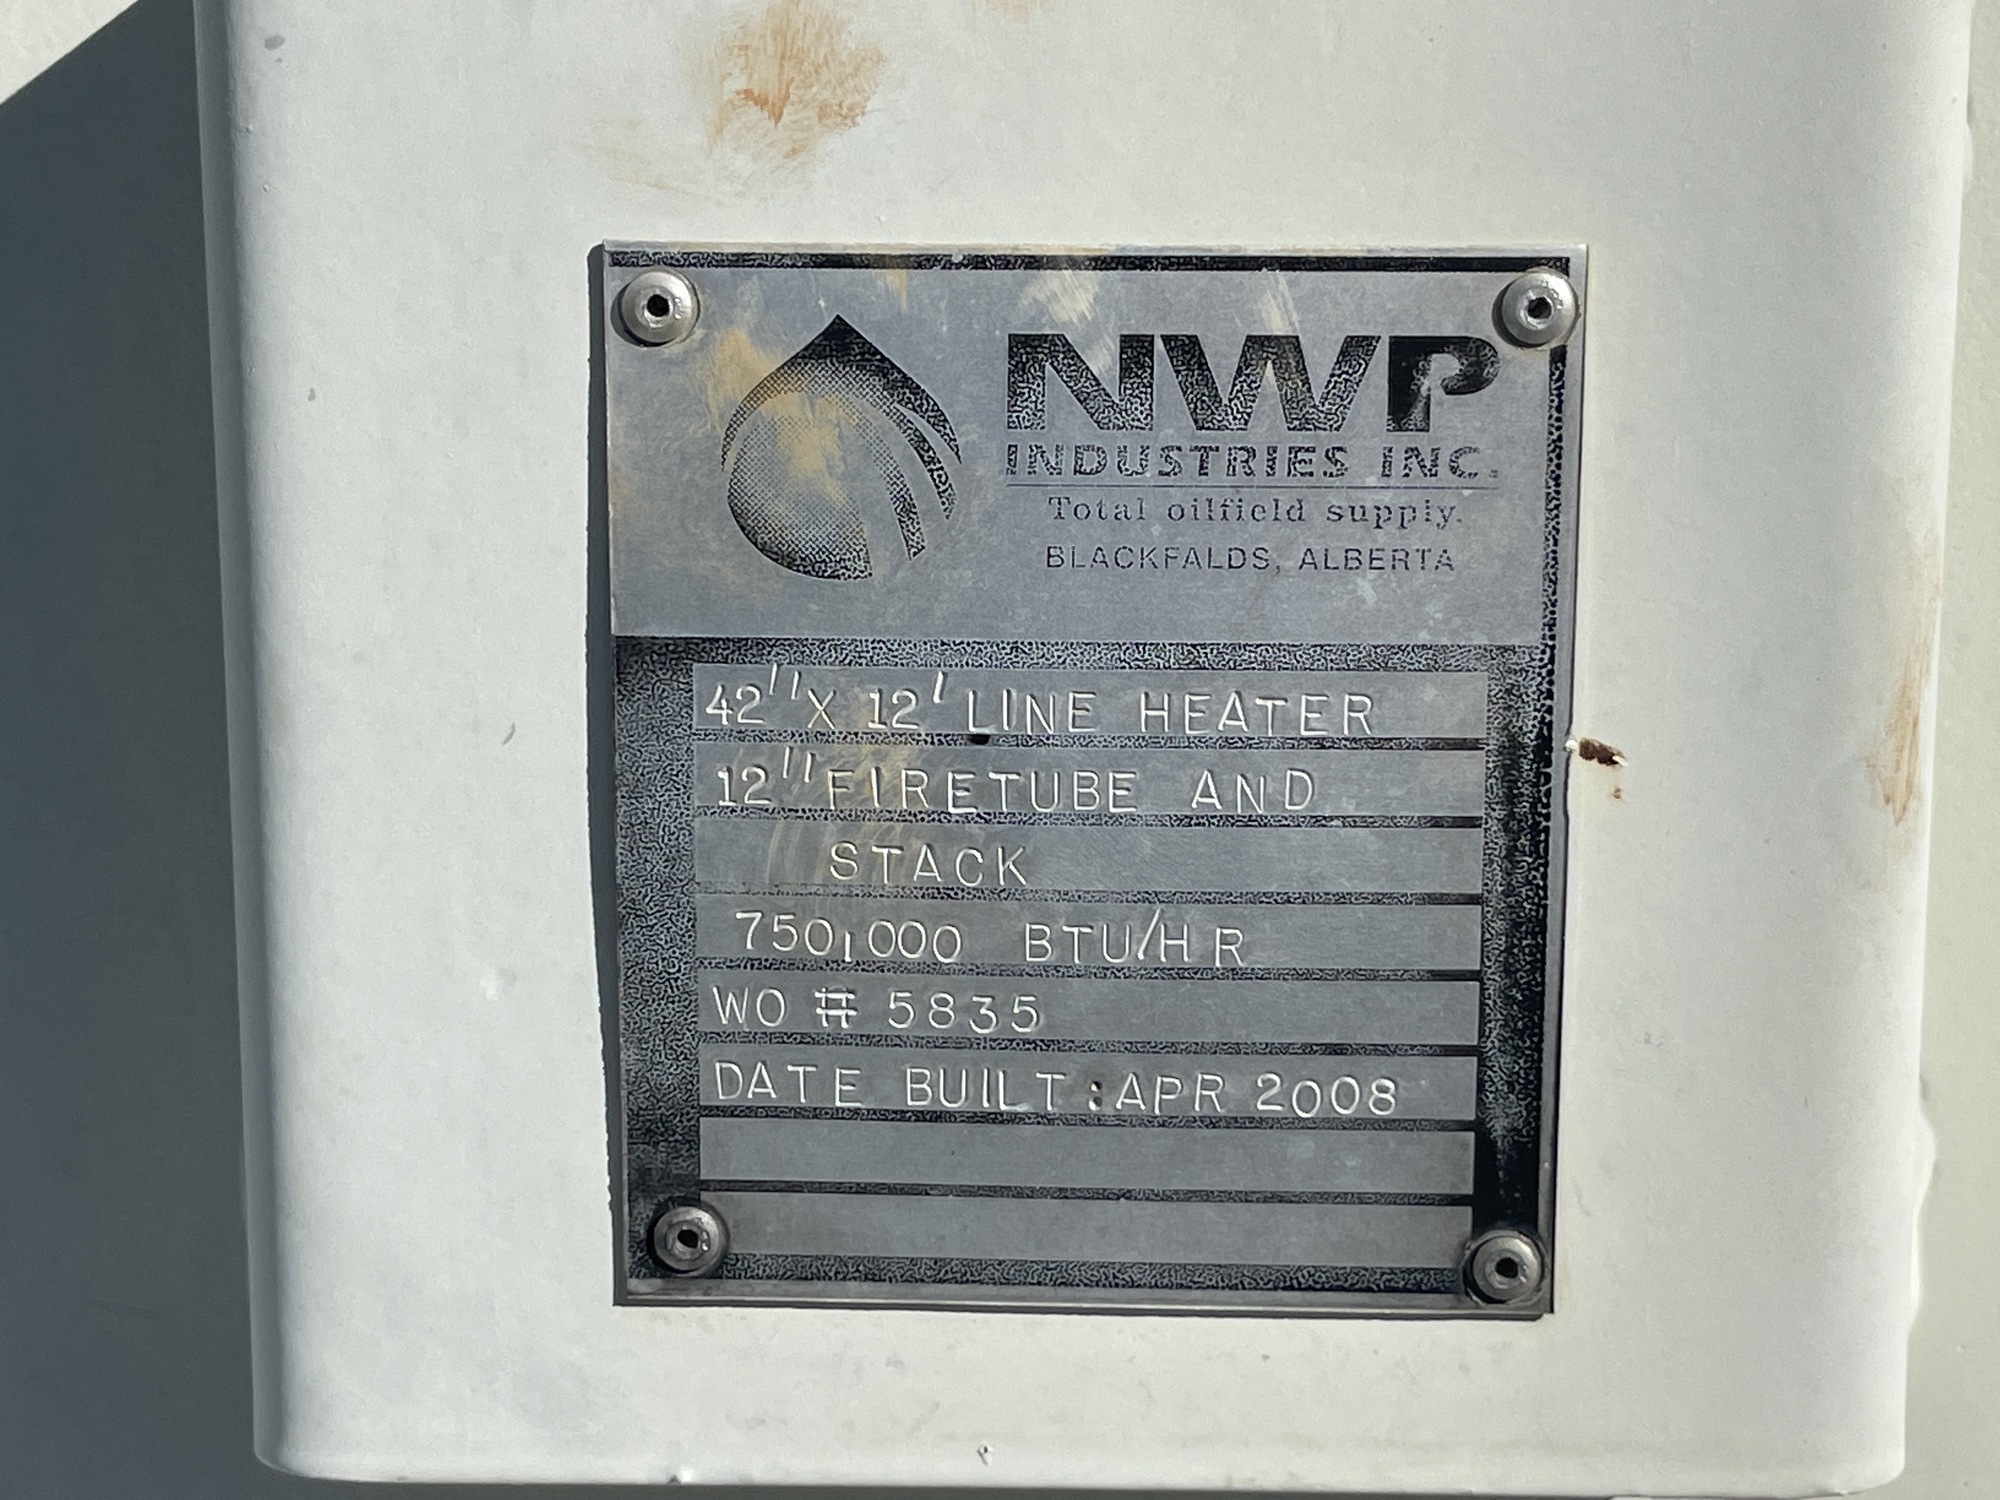 NWP
INDUSTRIES INC.
Total oilfield supply.
BLACKFALDS, ALBERTA
42" X 12' LINE HEATER
12" FIRETUBE AND
STACK
750,000 BTU/HR
WO # 5835
DATE BUILT : APR 2008